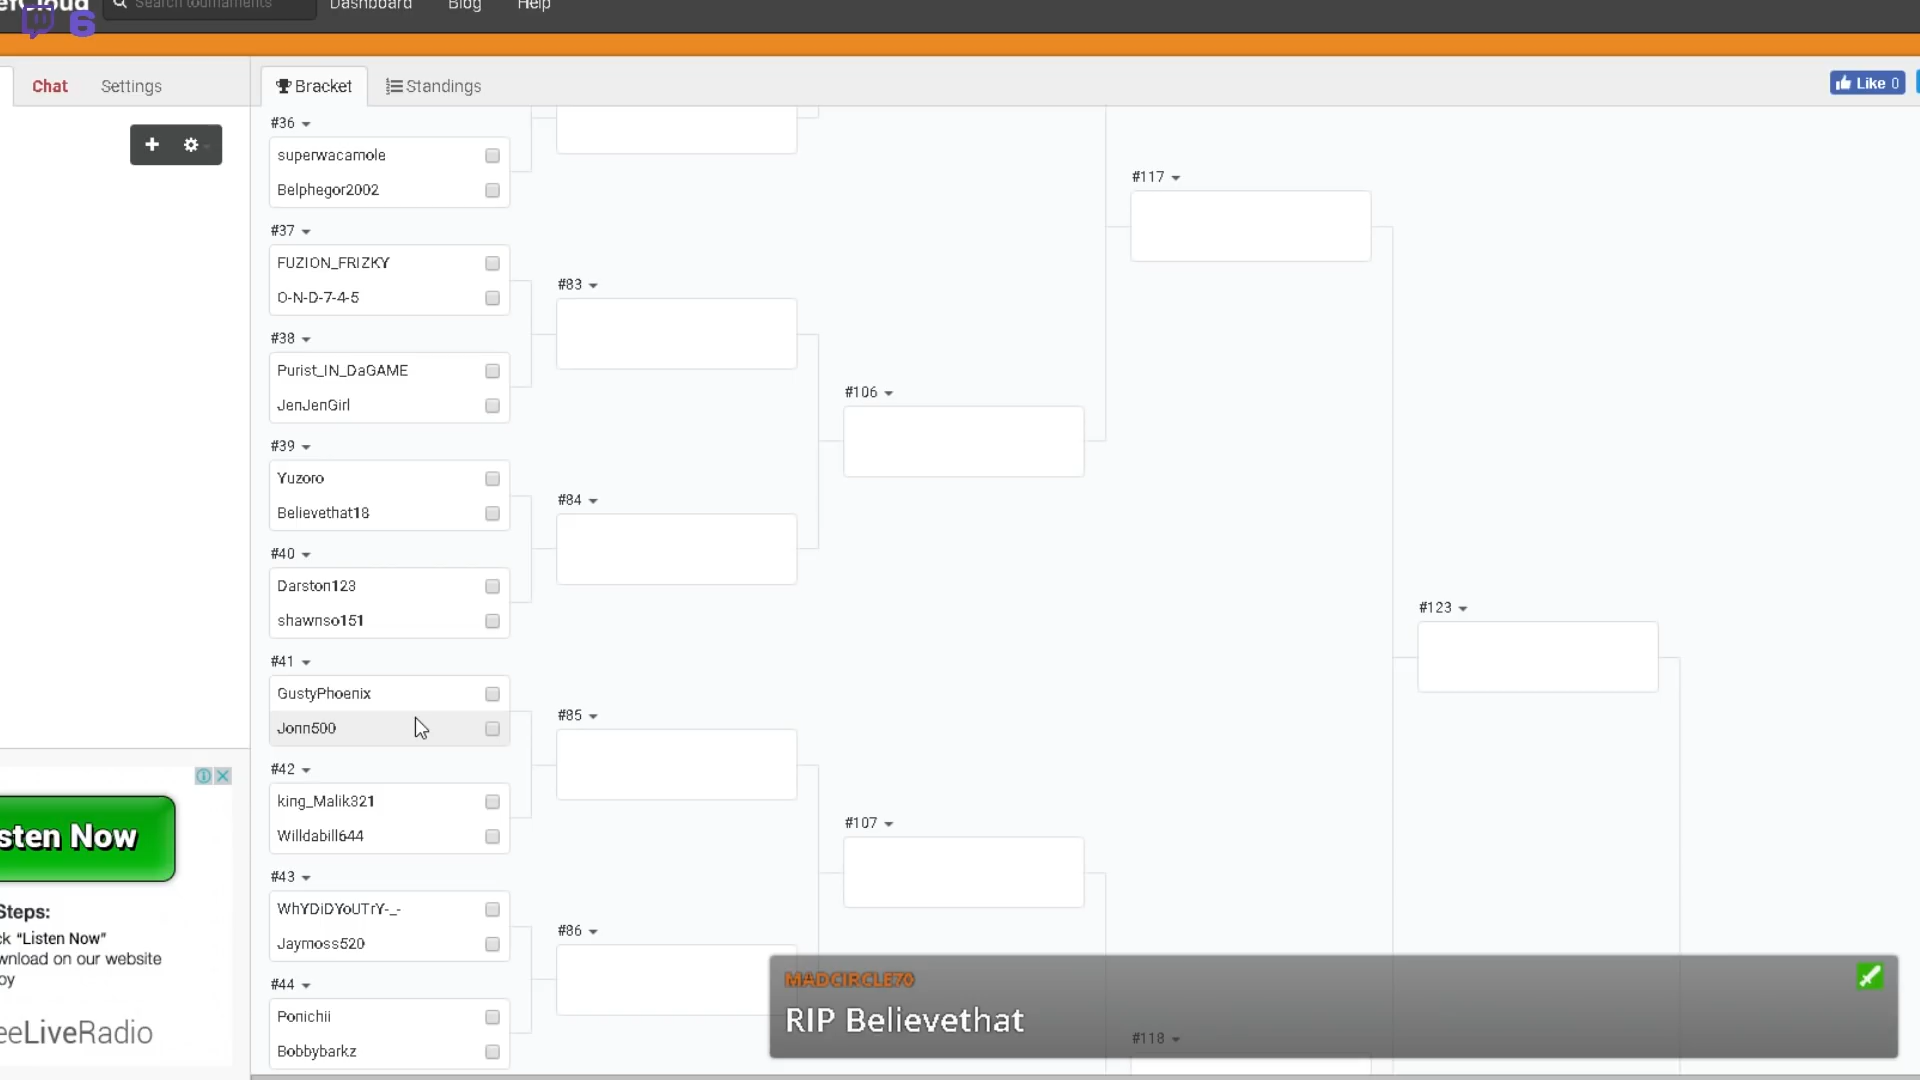 6
Search tournaments
Dashboard
Blog
Help
Chat
Settings
Bracket
Standings
Like 0
#36
superwacamole
Belphegor2002
#37
FUZION_FRIZKY
O-N-D-7-4-5
#38
Purist_IN_DaGAME
JenJenGirl
#39
Yuzoro
Believethat18
#40
Darston123
shawnso151
#41
GustyPhoenix
Jonn500
#42
king_Malik321
Willdabill644
#43
WhYDiDYoUTrY-_-
Jaymoss520
#44
Ponichii
Bobbybarkz
#83
#84
#85
#86
#106
#107
#117
#118
#123
sten Now
Steps:
ck "Listen Now"
wnload on our website
oy
eeLiveRadio
MADCIRCLE70
RIP Believethat